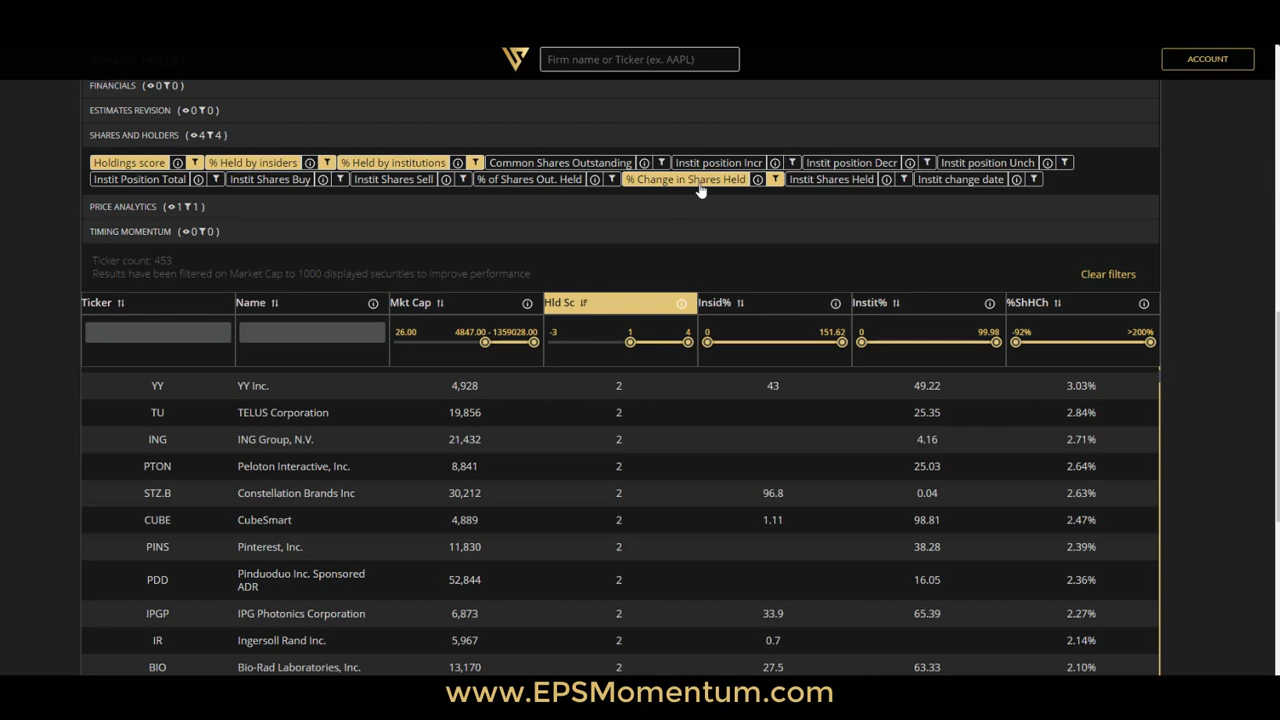 Firm name or Ticker (ex. AAPL)
ACCOUNT
FINANCIALS (0 0)
ESTIMATES REVISION (0 0)
SHARES AND HOLDERS (4 4)
Holdings score % Held by insiders % Held by institutions Common Shares Outstanding Instit position Incr Instit position Decr Instit position Unch
Instit Position Total Instit Shares Buy Instit Shares Sell % of Shares Out. Held % Change in Shares Held Instit Shares Held Instit change date
PRICE ANALYTICS (1 1)
TIMING MOMENTUM (0 0)
Ticker count: 453
Results have been filtered on Market Cap to 1000 displayed securities to improve performance
Clear filters
Ticker Name Mkt Cap Hld Sc Insid% Instit% %ShHCh
26.00 4847.00 - 1359028.00 -3 1 4 0 151.62 0 99.98 -92% >200%
YY YY Inc. 4,928 2 43 49.22 3.03%
TU TELUS Corporation 19,856 2 25.35 2.84%
ING ING Group, N.V. 21,432 2 4.16 2.71%
PTON Peloton Interactive, Inc. 8,841 2 25.03 2.64%
STZ.B Constellation Brands Inc 30,212 2 96.8 0.04 2.63%
CUBE CubeSmart 4,889 2 1.11 98.81 2.47%
PINS Pinterest, Inc. 11,830 2 38.28 2.39%
PDD Pinduoduo Inc. Sponsored
ADR 52,844 2 16.05 2.36%
IPGP IPG Photonics Corporation 6,873 2 33.9 65.39 2.27%
IR Ingersoll Rand Inc. 5,967 2 0.7 2.14%
BIO Bio-Rad Laboratories, Inc. 13,170 2 27.5 63.33 2.10%
www.EPSMomentum.com